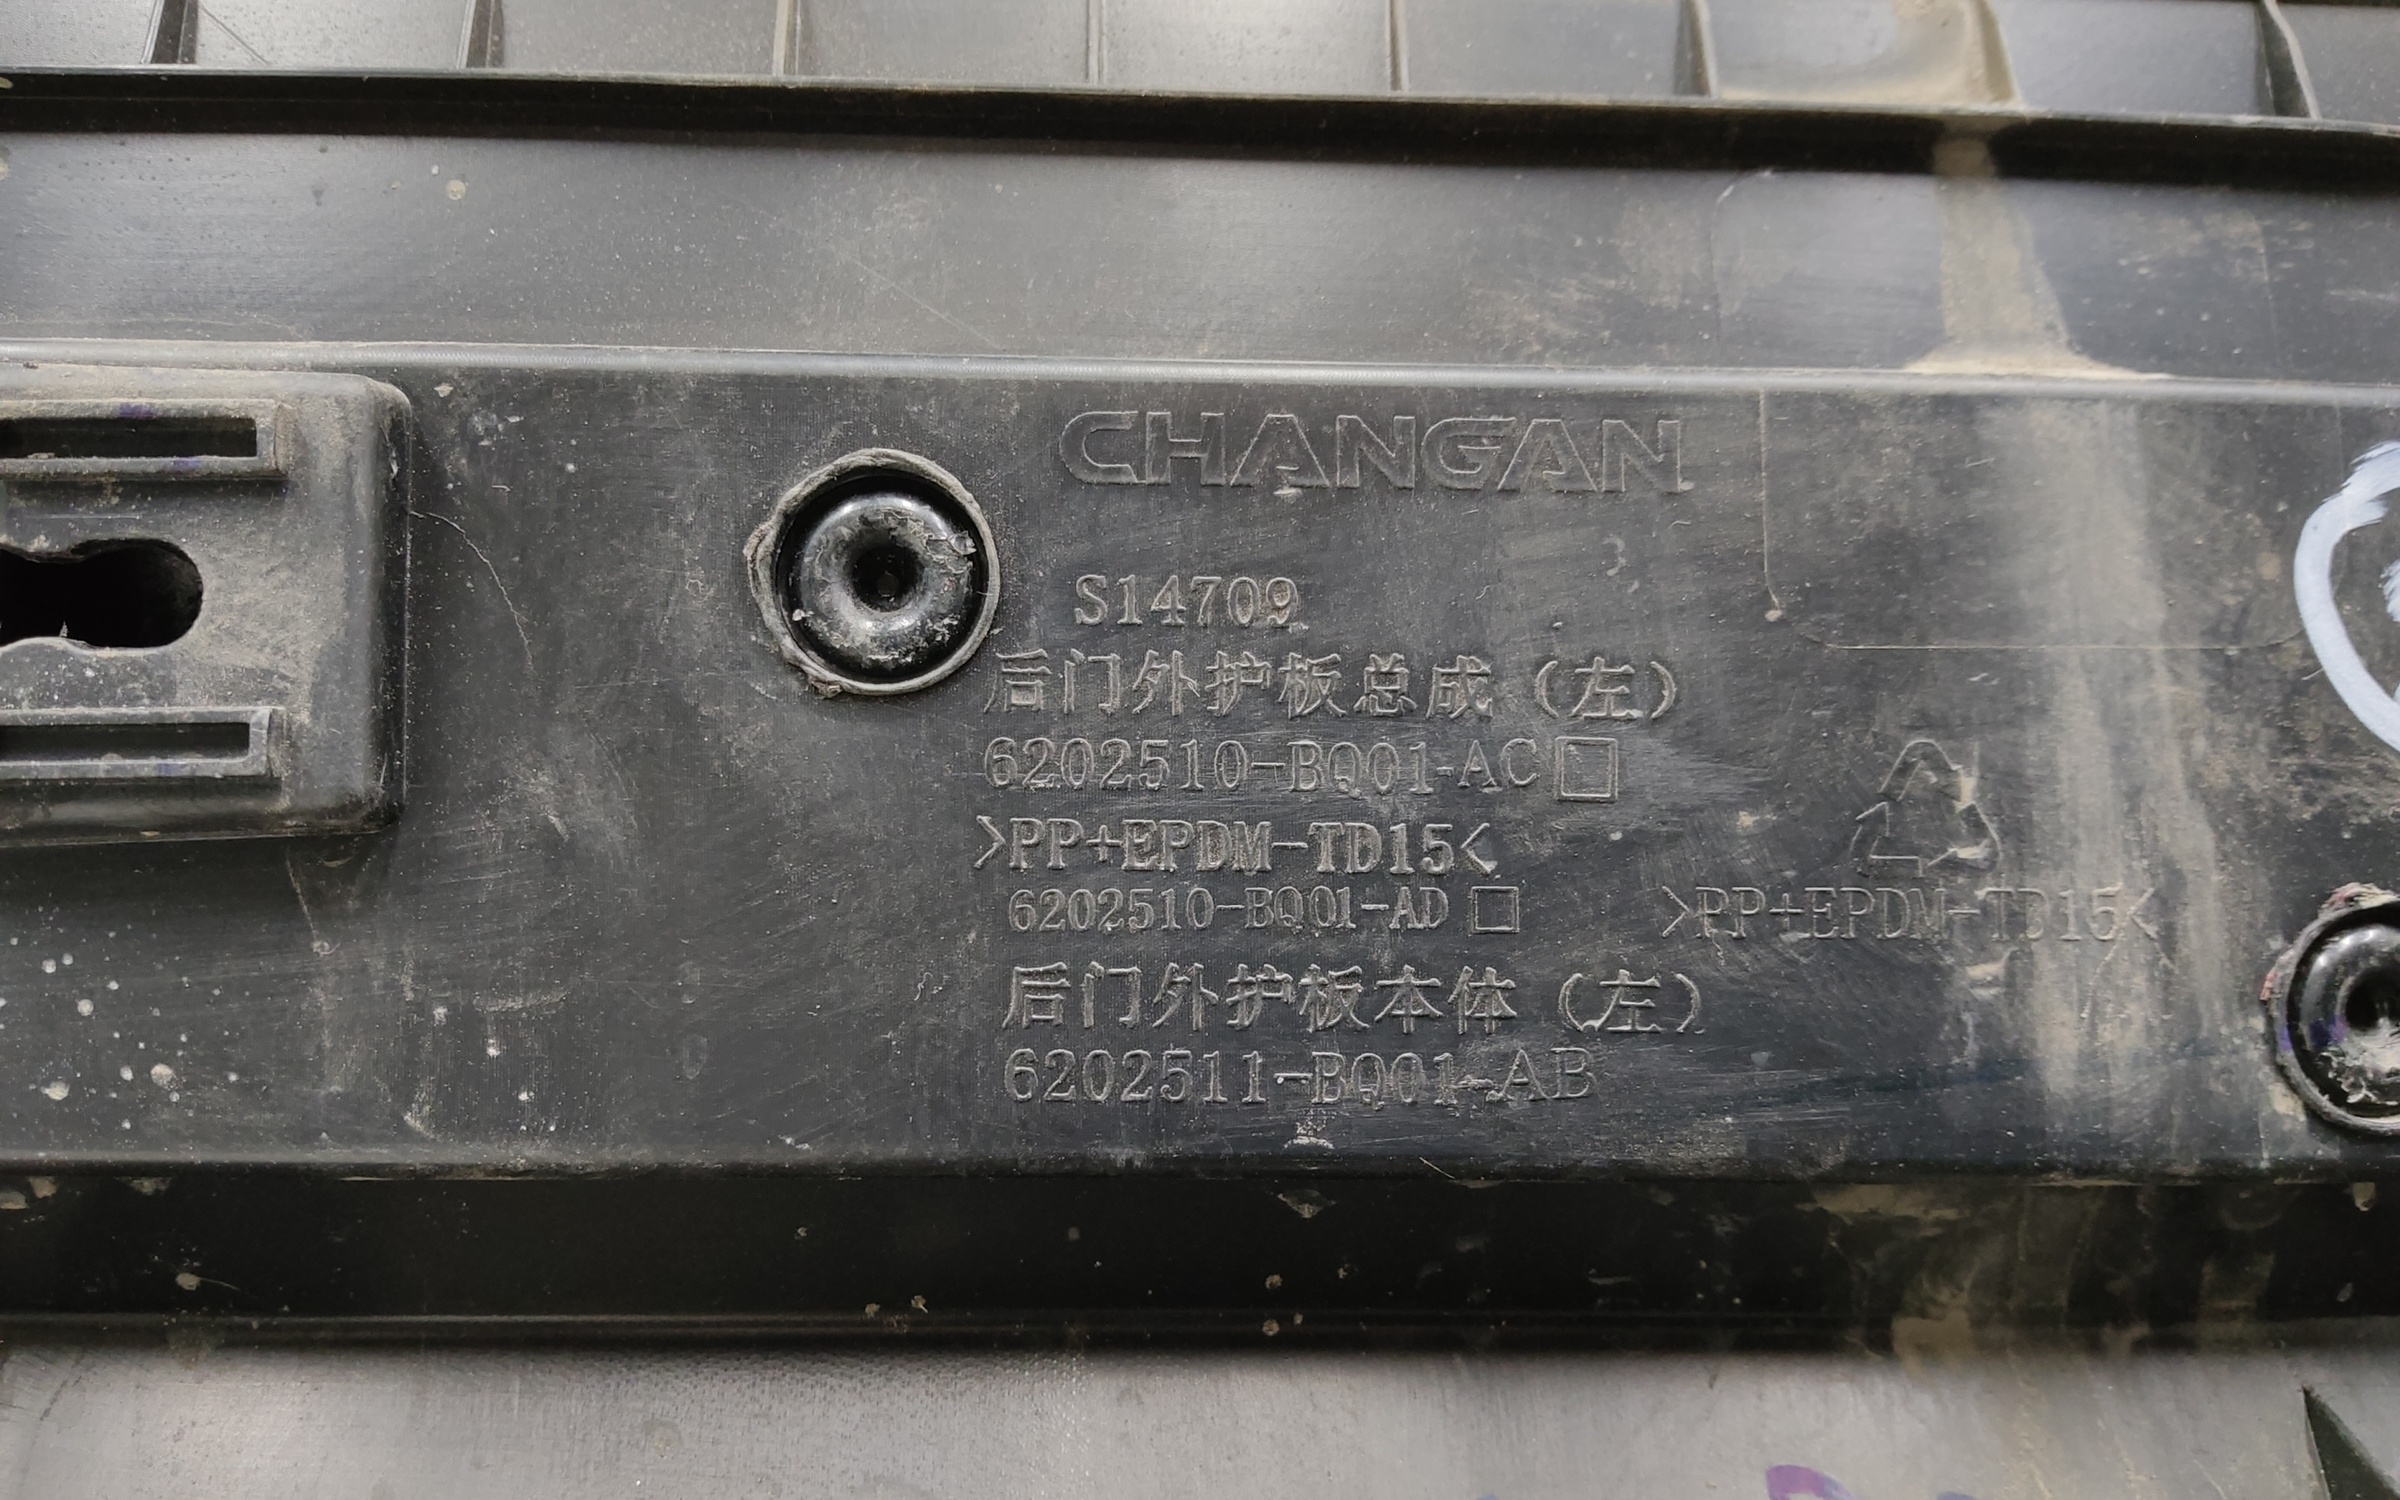 CHANGAN
S14709
后门外护板总成（左）
6202510-BQ01-AC□
>PP+EPDM-TD15<
6202510-BQ01-AD□
>PP+EPDM-TD15<
后门外护板本体（左）
6202511-BQ01-AB